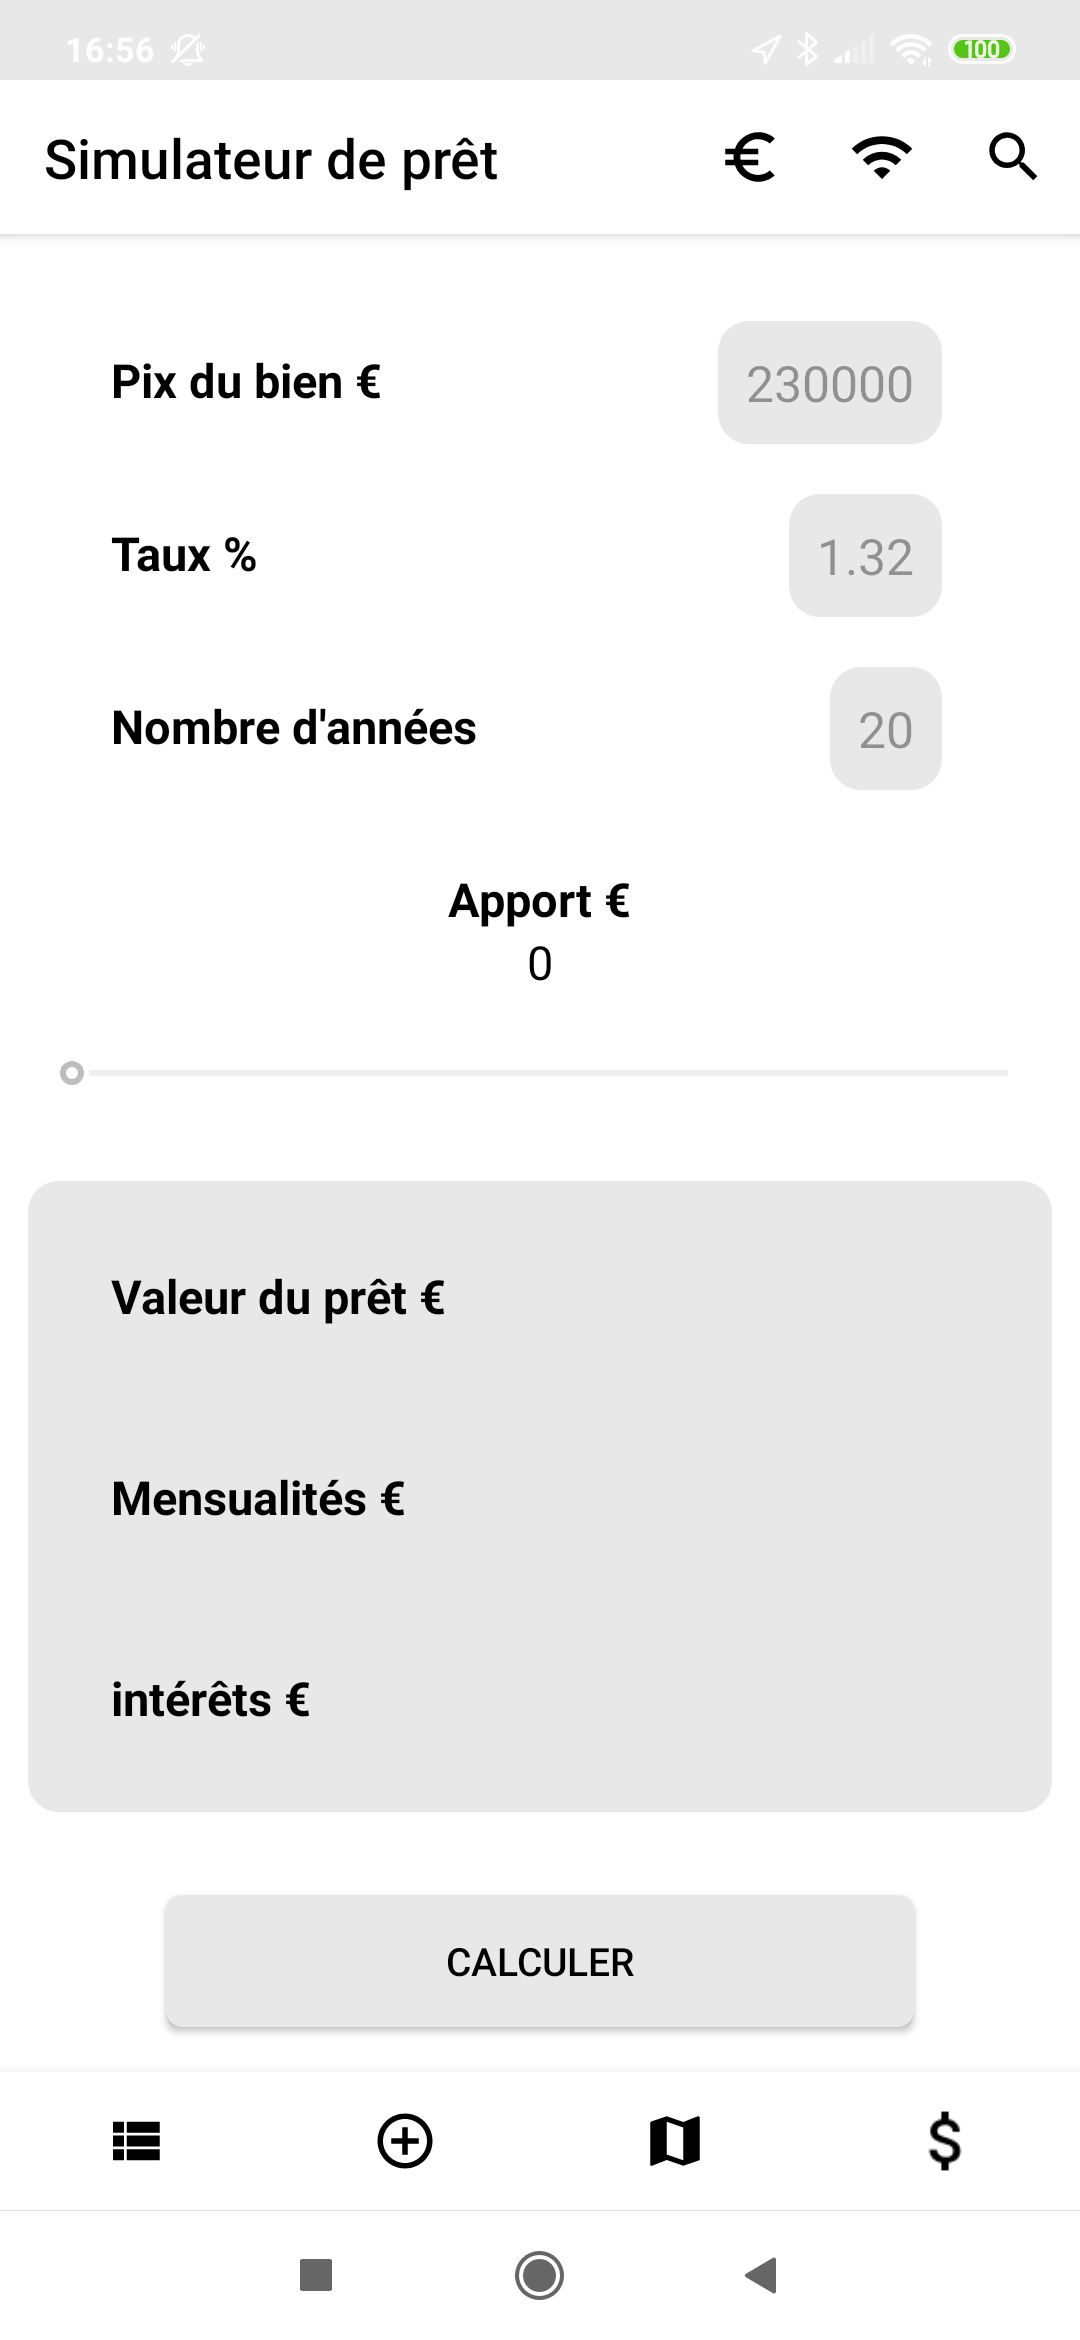 16:56 100
Simulateur de prêt €
Pix du bien € 230000
Taux % 1.32
Nombre d'années 20
Apport €
0
Valeur du prêt €
Mensualités €
intérêts €
CALCULER
$